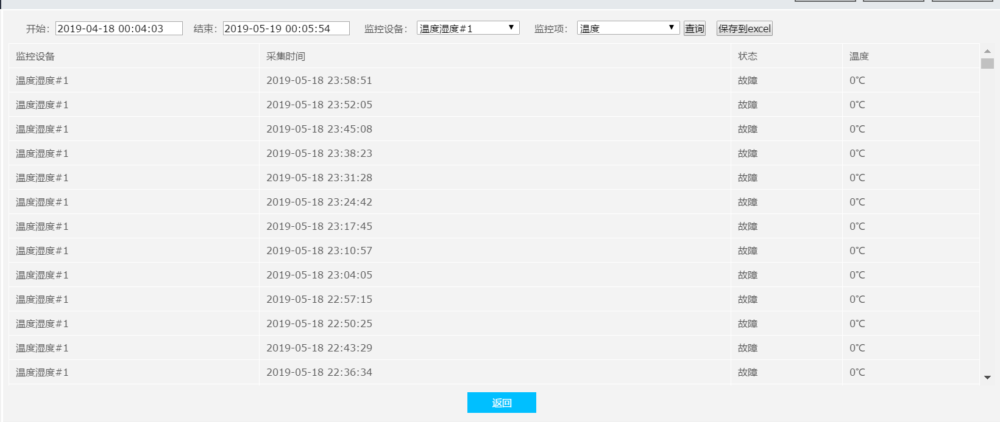 开始: 2019-04-18 00:04:03 结束: 2019-05-19 00:05:54 监控设备: 温度湿度#1 监控项: 温度 查询 保存到excel
监控设备 采集时间 状态 温度
温度湿度#1 2019-05-18 23:58:51 故障 0℃
温度湿度#1 2019-05-18 23:52:05 故障 0℃
温度湿度#1 2019-05-18 23:45:08 故障 0℃
温度湿度#1 2019-05-18 23:38:23 故障 0℃
温度湿度#1 2019-05-18 23:31:28 故障 0℃
温度湿度#1 2019-05-18 23:24:42 故障 0℃
温度湿度#1 2019-05-18 23:17:45 故障 0℃
温度湿度#1 2019-05-18 23:10:57 故障 0℃
温度湿度#1 2019-05-18 23:04:05 故障 0℃
温度湿度#1 2019-05-18 22:57:15 故障 0℃
温度湿度#1 2019-05-18 22:50:25 故障 0℃
温度湿度#1 2019-05-18 22:43:29 故障 0℃
温度湿度#1 2019-05-18 22:36:34 故障 0℃
返回